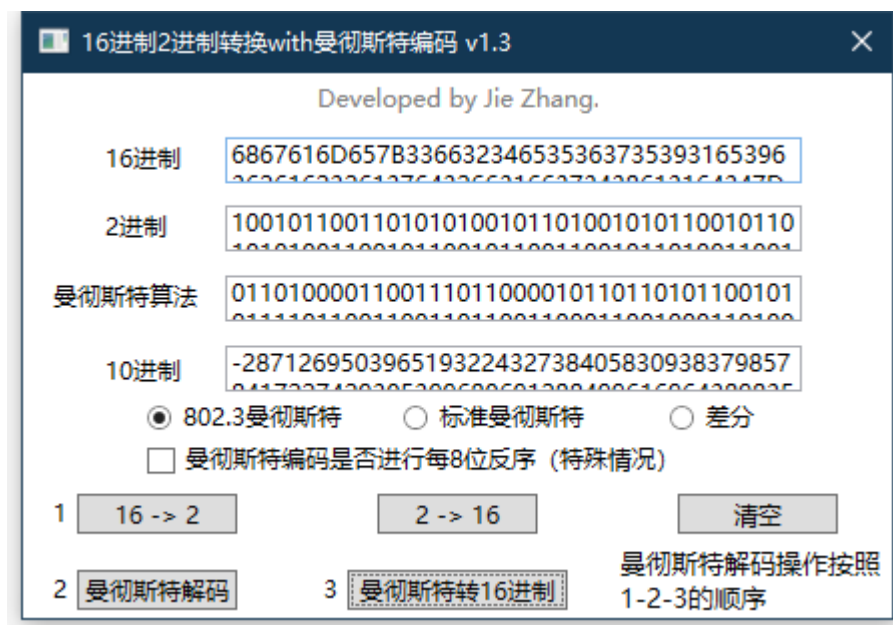 16进制2进制转换with曼彻斯特编码 v1.3
Developed by Jie Zhang.
16进制
6867616D657B33663234653536373539316539​6
2进制
100101100110101010010110100101011001​0110
曼彻斯特算法
0110100001100111011000010110110101100101
10进制
-287126950396519322432738405830938379857
802.3曼彻斯特 标准曼彻斯特 差分
曼彻斯特编码是否进行每8位反序（特殊情况）
1 16 -> 2 2 -> 16 清空
2 曼彻斯特解码 3 曼彻斯特转16进制 曼彻斯特解码操作按照
1-2-3的顺序